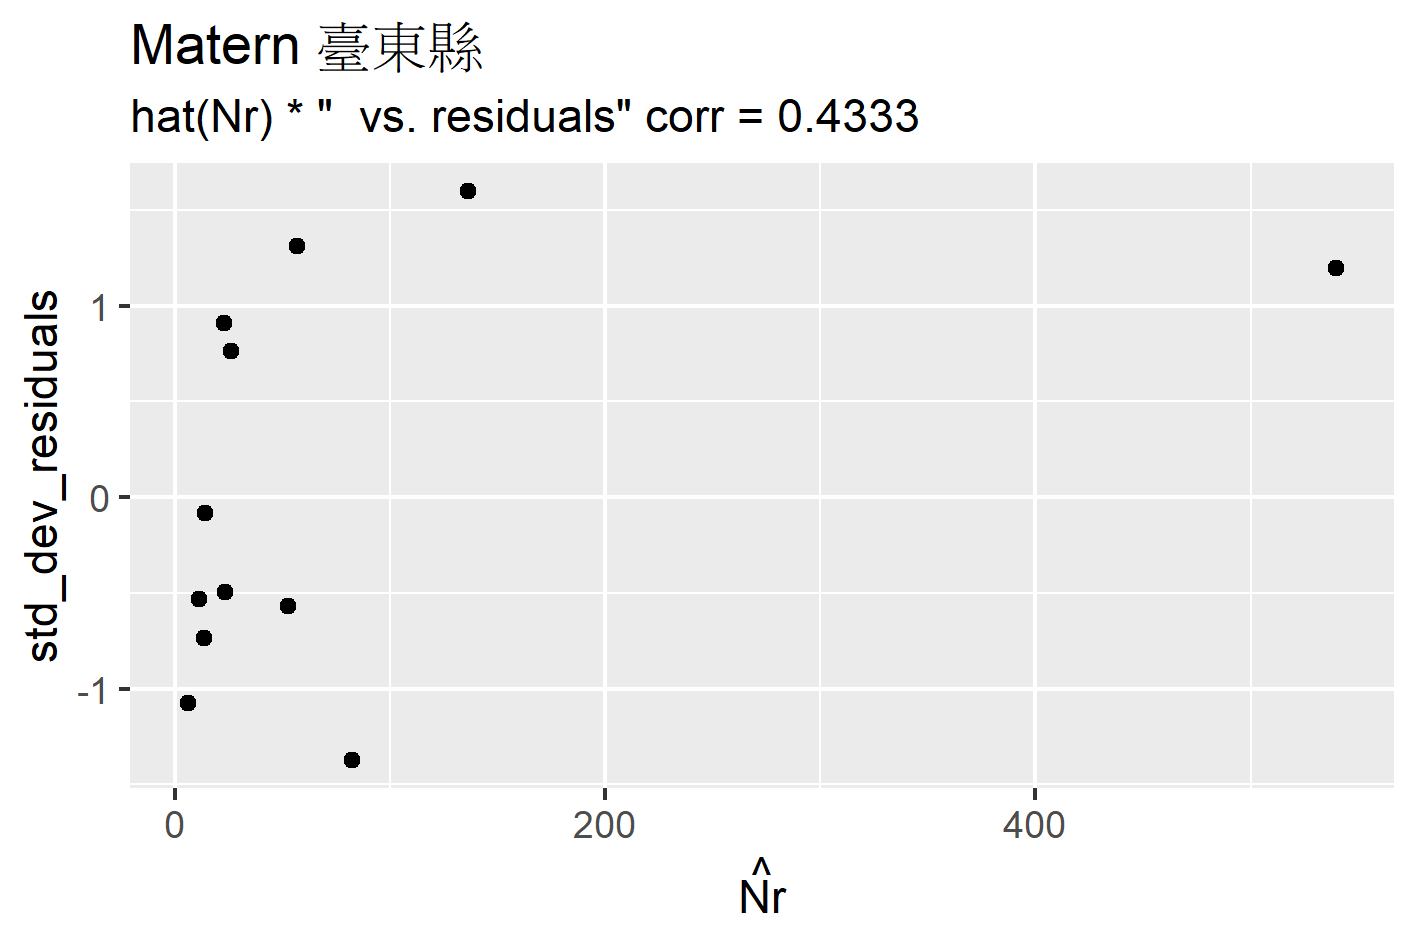 Matern 臺東縣
hat(Nr) * "  vs. residuals" corr = 0.4333
std_dev_residuals
1
0
-1
0
200
400
N̂r